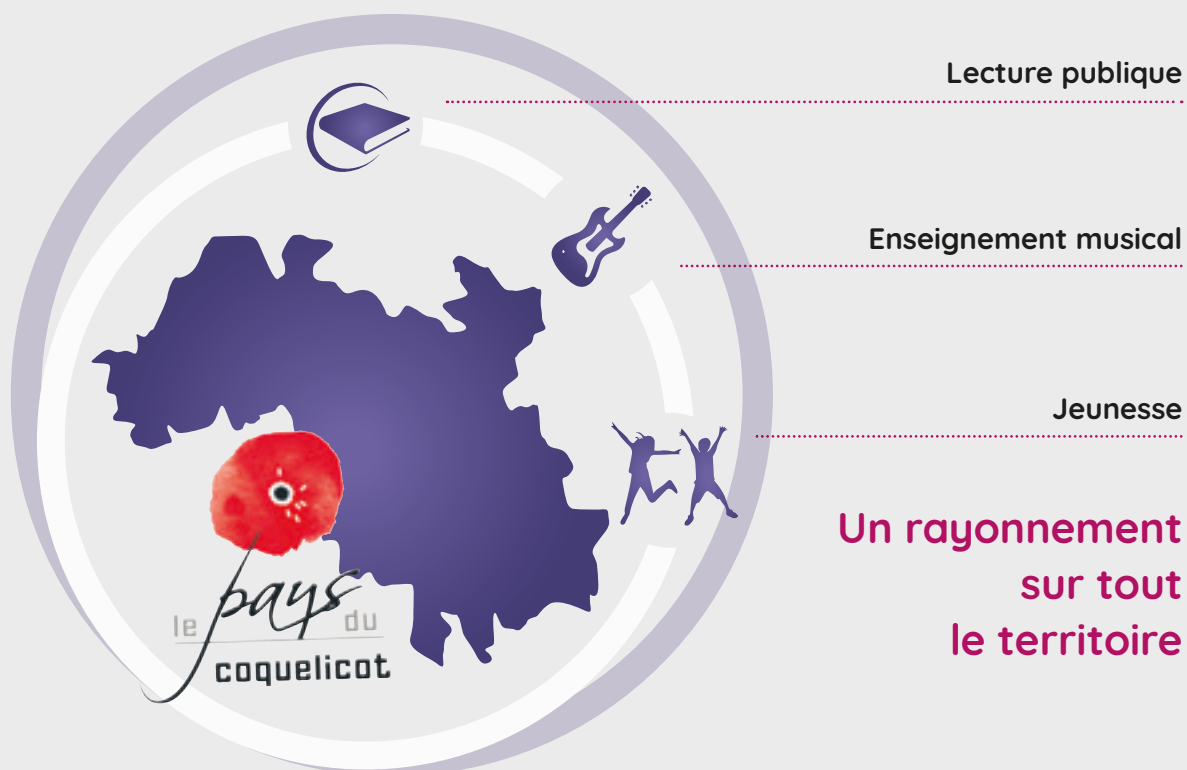 Lecture publique
Enseignement musical
Jeunesse
Un rayonnement
sur tout
le territoire
le pays du
coquelicot